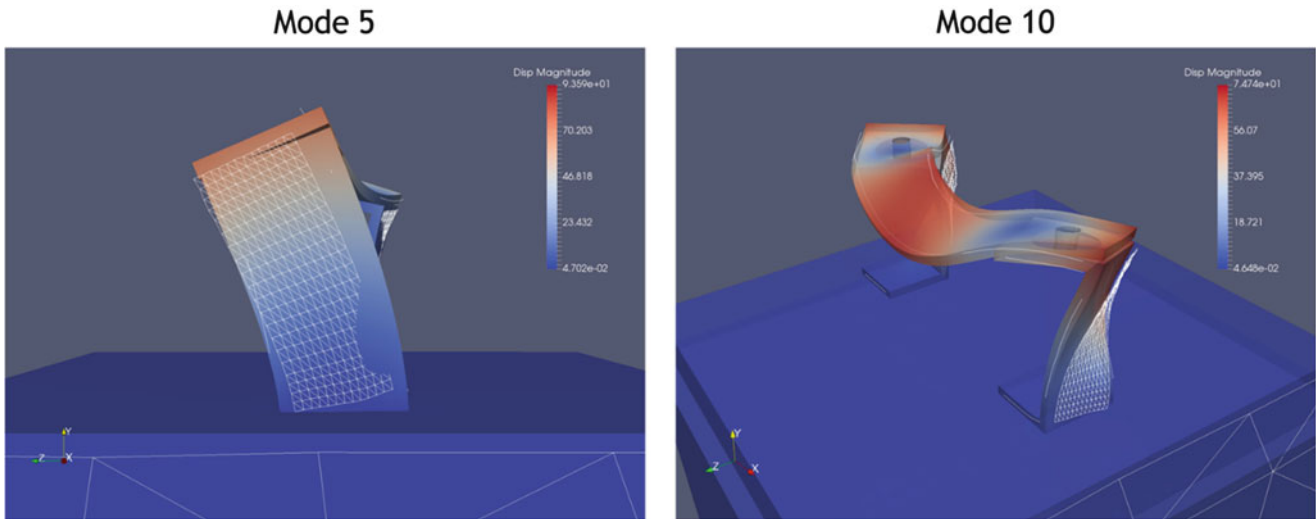 Mode 5
Mode 10
Disp Magnitude
9.359e+01
70.203
46.818
23.432
4.702e-02
Y
Z
X
Disp Magnitude
7.474e+01
56.07
37.395
18.721
4.648e-02
Y
Z
X